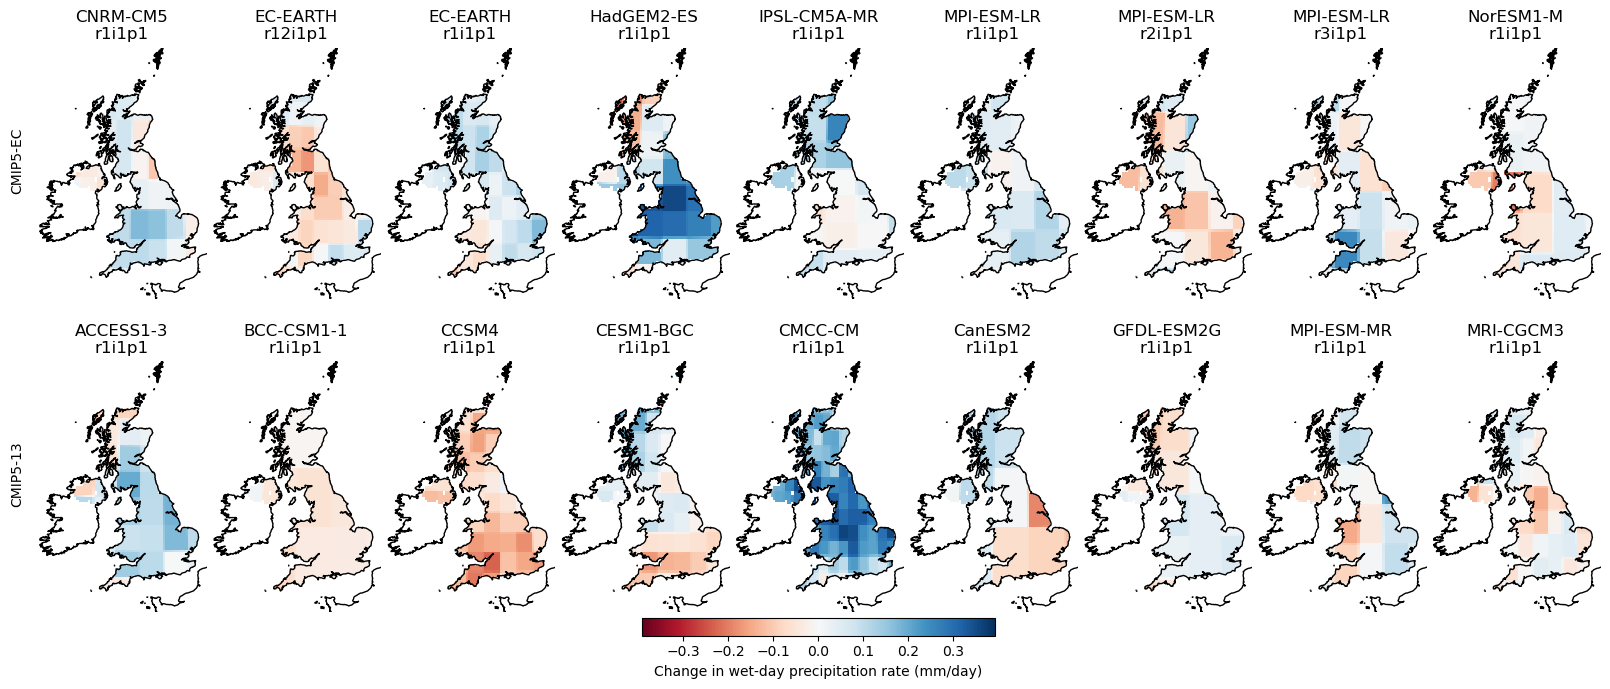 CNRM-CM5 EC-EARTH EC-EARTH HadGEM2-ES IPSL-CM5A-MR MPI-ESM-LR MPI-ESM-LR MPI-ESM-LR NorESM1-M
r1i1p1 r12i1p1 r1i1p1 r1i1p1 r1i1p1 r1i1p1 r2i1p1 r3i1p1 r1i1p1
CMIP5-EC
ACCESS1-3 BCC-CSM1-1 CCSM4 CESM1-BGC CMCC-CM CanESM2 GFDL-ESM2G MPI-ESM-MR MRI-CGCM3
r1i1p1 r1i1p1 r1i1p1 r1i1p1 r1i1p1 r1i1p1 r1i1p1 r1i1p1 r1i1p1
CMIP5-13
−0.3 −0.2 −0.1 0.0 0.1 0.2 0.3
Change in wet-day precipitation rate (mm/day)